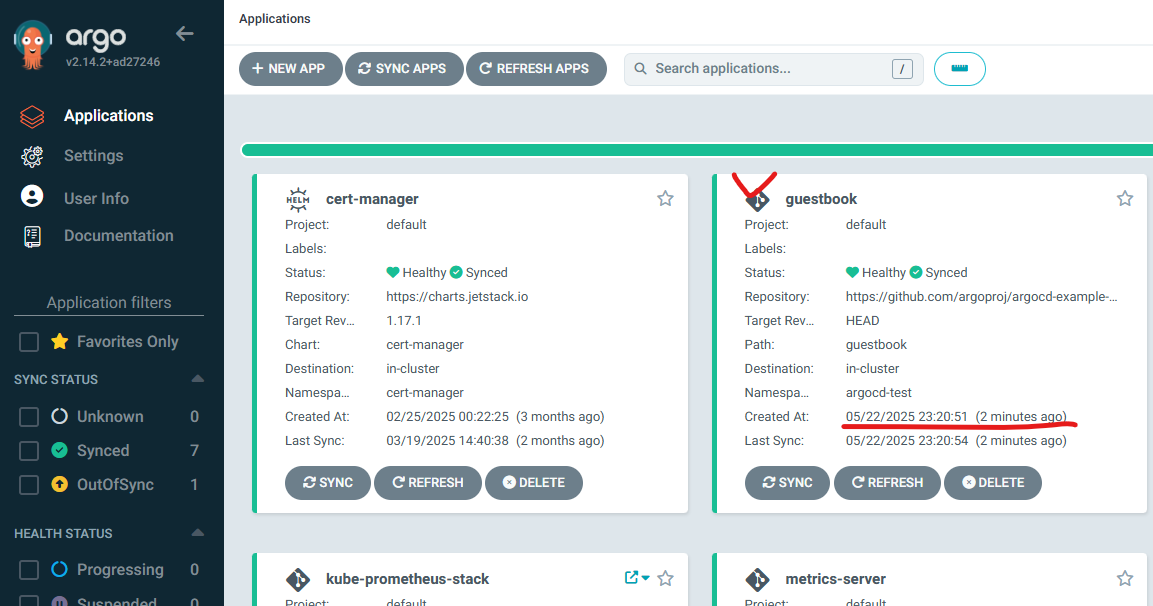 argo
v2.14.2+ad27246
Applications
Settings
User Info
Documentation
Application filters
Favorites Only
SYNC STATUS
Unknown 0
Synced 7
OutOfSync 1
HEALTH STATUS
Progressing 0
Suspended 0
Applications
+ NEW APP SYNC APPS REFRESH APPS Search applications... /
HELM cert-manager
Project: default
Labels:
Status: Healthy Synced
Repository: https://charts.jetstack.io
Target Rev... 1.17.1
Chart: cert-manager
Destination: in-cluster
Namespa... cert-manager
Created At: 02/25/2025 00:22:25 (3 months ago)
Last Sync: 03/19/2025 14:40:38 (2 months ago)
SYNC REFRESH DELETE
guestbook
Project: default
Labels:
Status: Healthy Synced
Repository: https://github.com/argoproj/argocd-example-...
Target Rev... HEAD
Path: guestbook
Destination: in-cluster
Namespa... argocd-test
Created At: 05/22/2025 23:20:51 (2 minutes ago)
Last Sync: 05/22/2025 23:20:54 (2 minutes ago)
SYNC REFRESH DELETE
kube-prometheus-stack
Project: default
metrics-server
Project: default